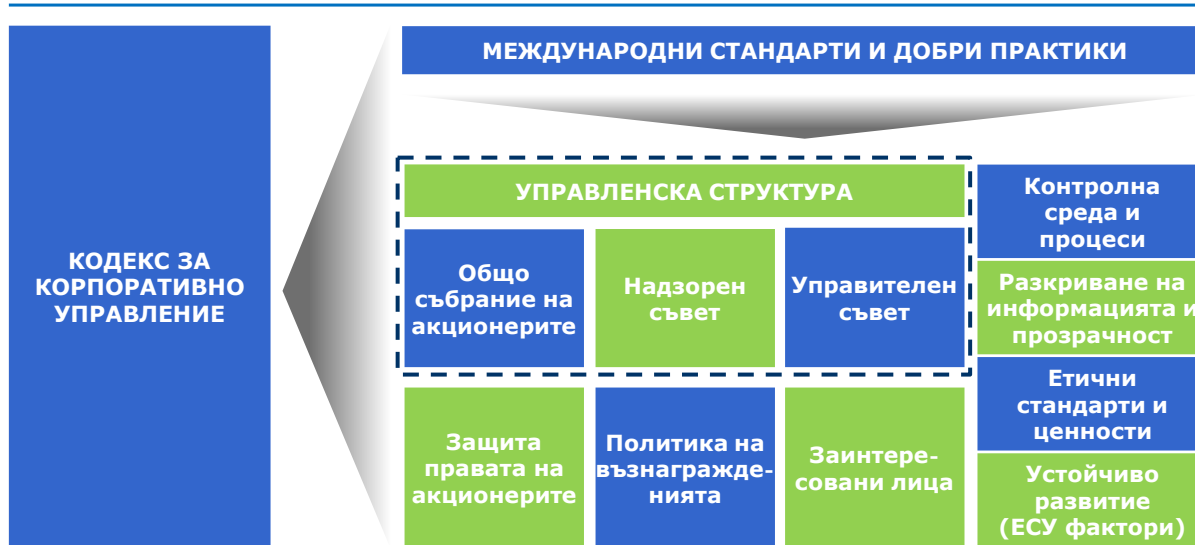 МЕЖДУНАРОДНИ СТАНДАРТИ И ДОБРИ ПРАКТИКИ
КОДЕКС ЗА
КОРПОРАТИВНО
УПРАВЛЕНИЕ
УПРАВЛЕНСКА СТРУКТУРА
Общо
събрание на
акционерите
Надзорен
съвет
Управителен
съвет
Защита
правата на
акционерите
Политика на
възнагражде-
нията
Заинтере-
совани лица
Контролна
среда и
процеси
Разкриване на
информацията и
прозрачност
Етични
стандарти и
ценности
Устойчиво
развитие
(ЕСУ фактори)